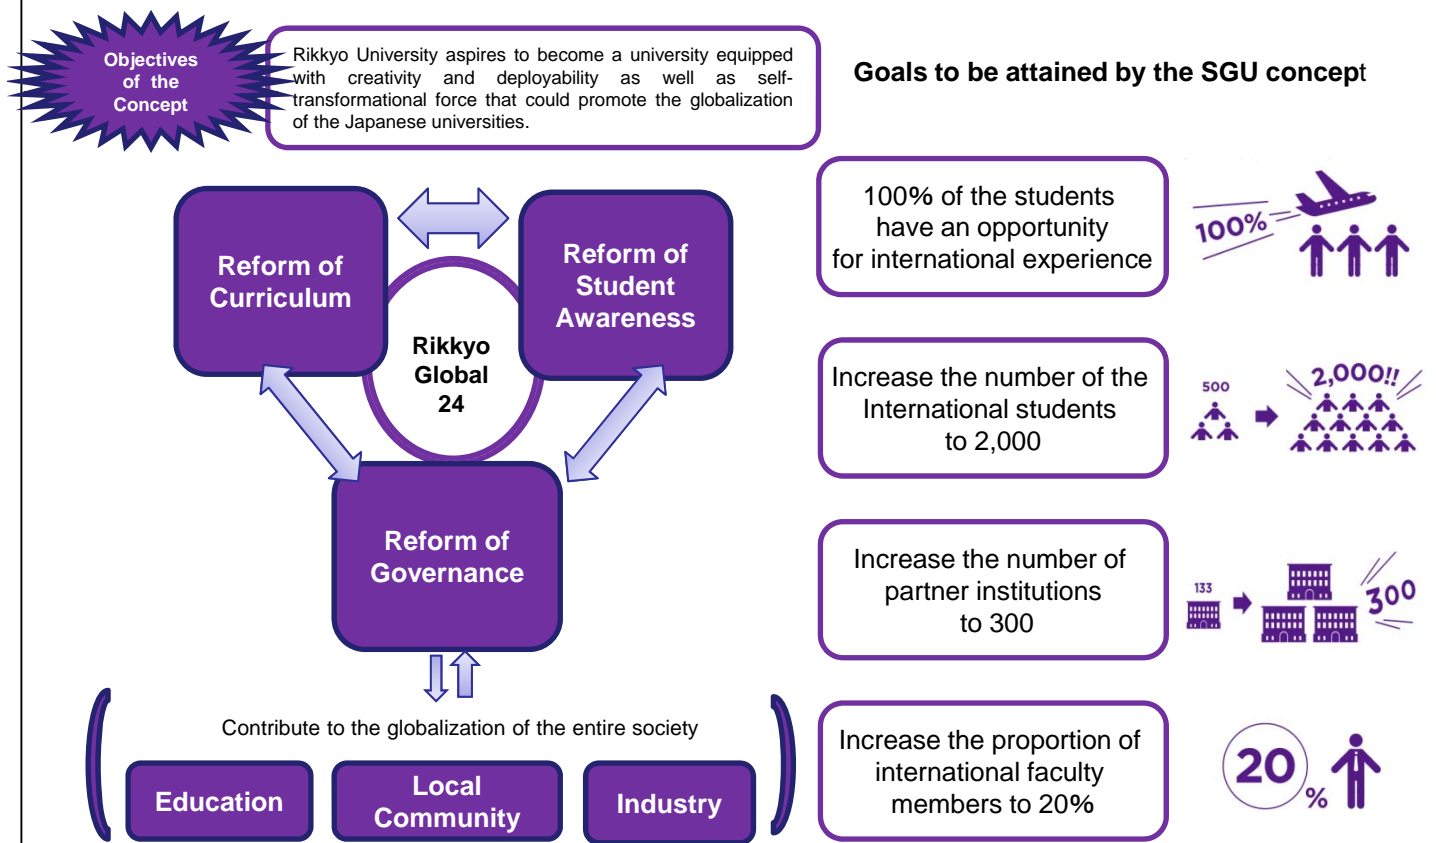 Objectives
of the
Concept
Rikkyo University aspires to become a university equipped
with creativity and deployability as well as self-
transformational force that could promote the globalization
of the Japanese universities.
Goals to be attained by the SGU concept
Reform of
Curriculum
Reform of
Student
Awareness
Rikkyo
Global
24
Reform of
Governance
Contribute to the globalization of the entire society
Education
Local
Community
Industry
100% of the students
have an opportunity
for international experience
100%
Increase the number of the
International students
to 2,000
500
2,000!!
Increase the number of
partner institutions
to 300
133
300
Increase the proportion of
international faculty
members to 20%
20
%